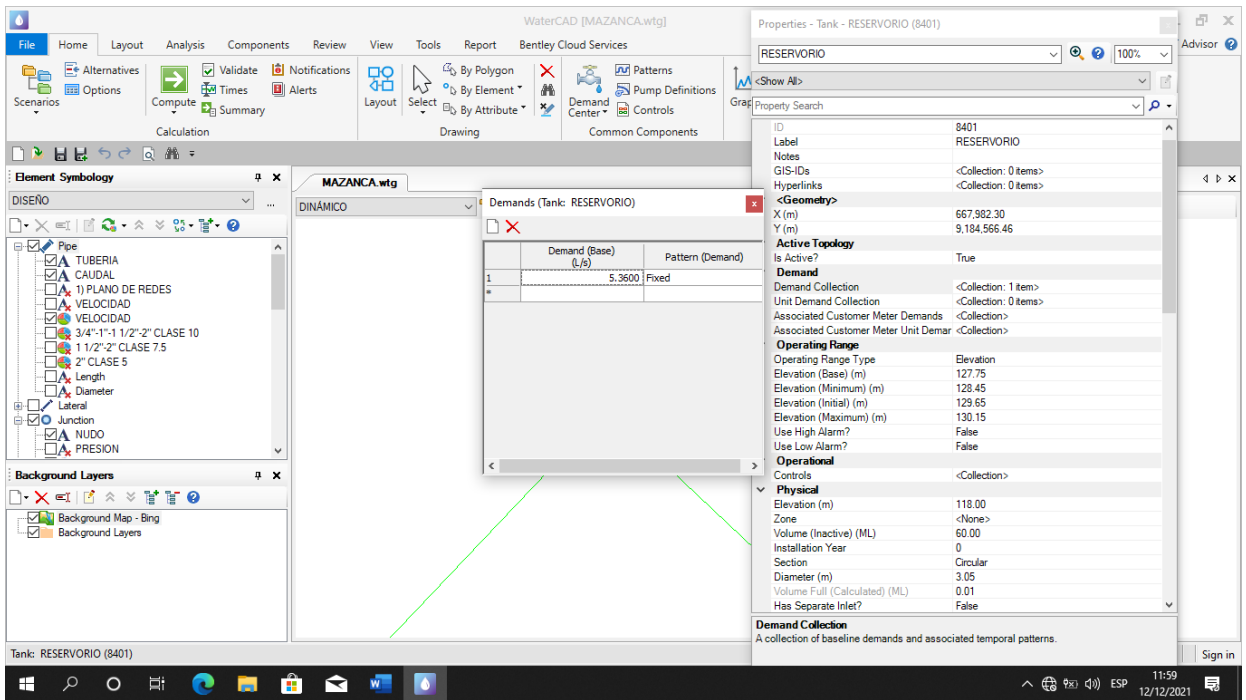 WaterCAD [MAZANCA.wtg]
File Home Layout Analysis Components Review View Tools Report Bentley Cloud Services
Advisor
Scenarios
Alternatives
Options
Compute
Validate
Times
Summary
Notifications
Alerts
Calculation
Layout
Select
By Polygon
By Element
By Attribute
Drawing
Demand Center
Patterns
Pump Definitions
Controls
Common Components
Element Symbology
DISEÑO
...
Pipe
TUBERIA
CAUDAL
1) PLANO DE REDES
VELOCIDAD
VELOCIDAD
3/4"-1"-1 1/2"-2" CLASE 10
1 1/2"-2" CLASE 7.5
2" CLASE 5
Length
Diameter
Lateral
Junction
NUDO
PRESION
Background Layers
Background Map - Bing
Background Layers
MAZANCA.wtg
DINÁMICO
Demands (Tank: RESERVORIO)
Demand (Base) (L/s) Pattern (Demand)
1 5.3600 Fixed
Properties - Tank - RESERVORIO (8401)
RESERVORIO 100%
<Show All>
Property Search
ID 8401
Label RESERVORIO
Notes
GIS-IDs <Collection: 0 items>
Hyperlinks <Collection: 0 items>
<Geometry>
X (m) 667,982.30
Y (m) 9,184,566.46
Active Topology
Is Active? True
Demand
Demand Collection <Collection: 1 item>
Unit Demand Collection <Collection: 0 items>
Associated Customer Meter Demands <Collection>
Associated Customer Meter Unit Demar <Collection>
Operating Range
Operating Range Type Elevation
Elevation (Base) (m) 127.75
Elevation (Minimum) (m) 128.45
Elevation (Initial) (m) 129.65
Elevation (Maximum) (m) 130.15
Use High Alarm? False
Use Low Alarm? False
Operational
Controls <Collection>
Physical
Elevation (m) 118.00
Zone <None>
Volume (Inactive) (ML) 60.00
Installation Year 0
Section Circular
Diameter (m) 3.05
Volume Full (Calculated) (ML) 0.01
Has Separate Inlet? False
Demand Collection
A collection of baseline demands and associated temporal patterns.
Tank: RESERVORIO (8401)
Sign in
ESP
11:59
12/12/2021